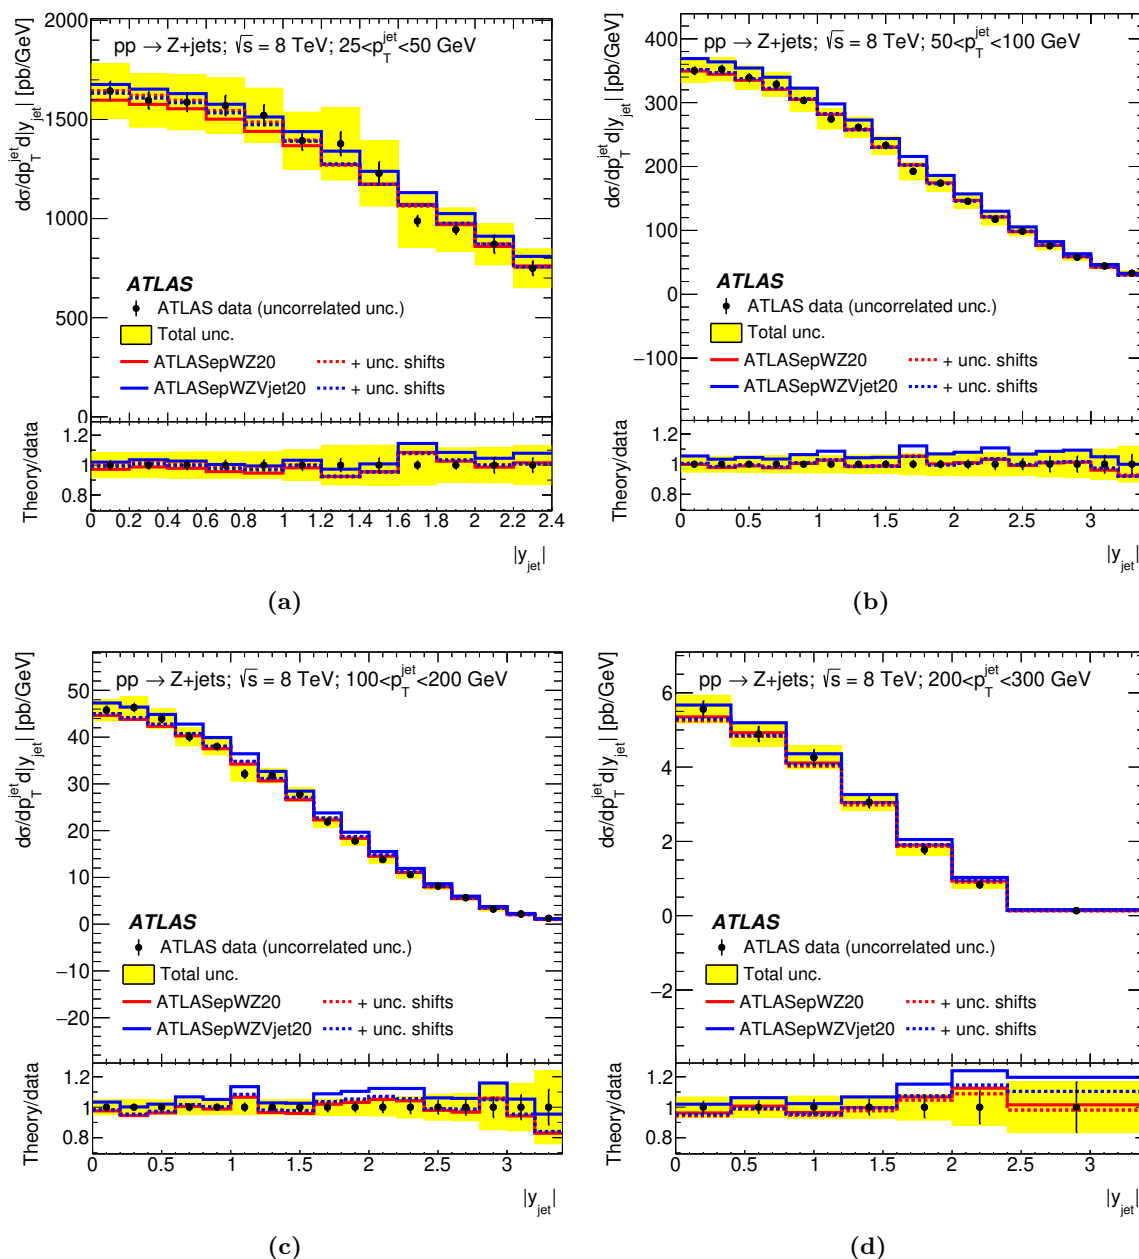 pp → Z+jets; √s = 8 TeV; 25<p_T^jet<50 GeV
dσ/dp_T^jet d|y_jet| [pb/GeV]
2000
1500
1000
500
0
ATLAS
ATLAS data (uncorrelated unc.)
Total unc.
ATLASepWZ20 + unc. shifts
ATLASepWZVjet20 + unc. shifts
Theory/data
1.2
1
0.8
0 0.2 0.4 0.6 0.8 1 1.2 1.4 1.6 1.8 2 2.2 2.4
|y_jet|
(a)
pp → Z+jets; √s = 8 TeV; 50<p_T^jet<100 GeV
dσ/dp_T^jet d|y_jet| [pb/GeV]
400
300
200
100
0
−100
ATLAS
ATLAS data (uncorrelated unc.)
Total unc.
ATLASepWZ20 + unc. shifts
ATLASepWZVjet20 + unc. shifts
Theory/data
1.2
1
0.8
0 0.5 1 1.5 2 2.5 3
|y_jet|
(b)
pp → Z+jets; √s = 8 TeV; 100<p_T^jet<200 GeV
dσ/dp_T^jet d|y_jet| [pb/GeV]
50
40
30
20
10
0
−10
−20
ATLAS
ATLAS data (uncorrelated unc.)
Total unc.
ATLASepWZ20 + unc. shifts
ATLASepWZVjet20 + unc. shifts
Theory/data
1.2
1
0.8
0 0.5 1 1.5 2 2.5 3
|y_jet|
(c)
pp → Z+jets; √s = 8 TeV; 200<p_T^jet<300 GeV
dσ/dp_T^jet d|y_jet| [pb/GeV]
6
4
2
0
−2
ATLAS
ATLAS data (uncorrelated unc.)
Total unc.
ATLASepWZ20 + unc. shifts
ATLASepWZVjet20 + unc. shifts
Theory/data
1.2
1
0.8
0 0.5 1 1.5 2 2.5 3
|y_jet|
(d)